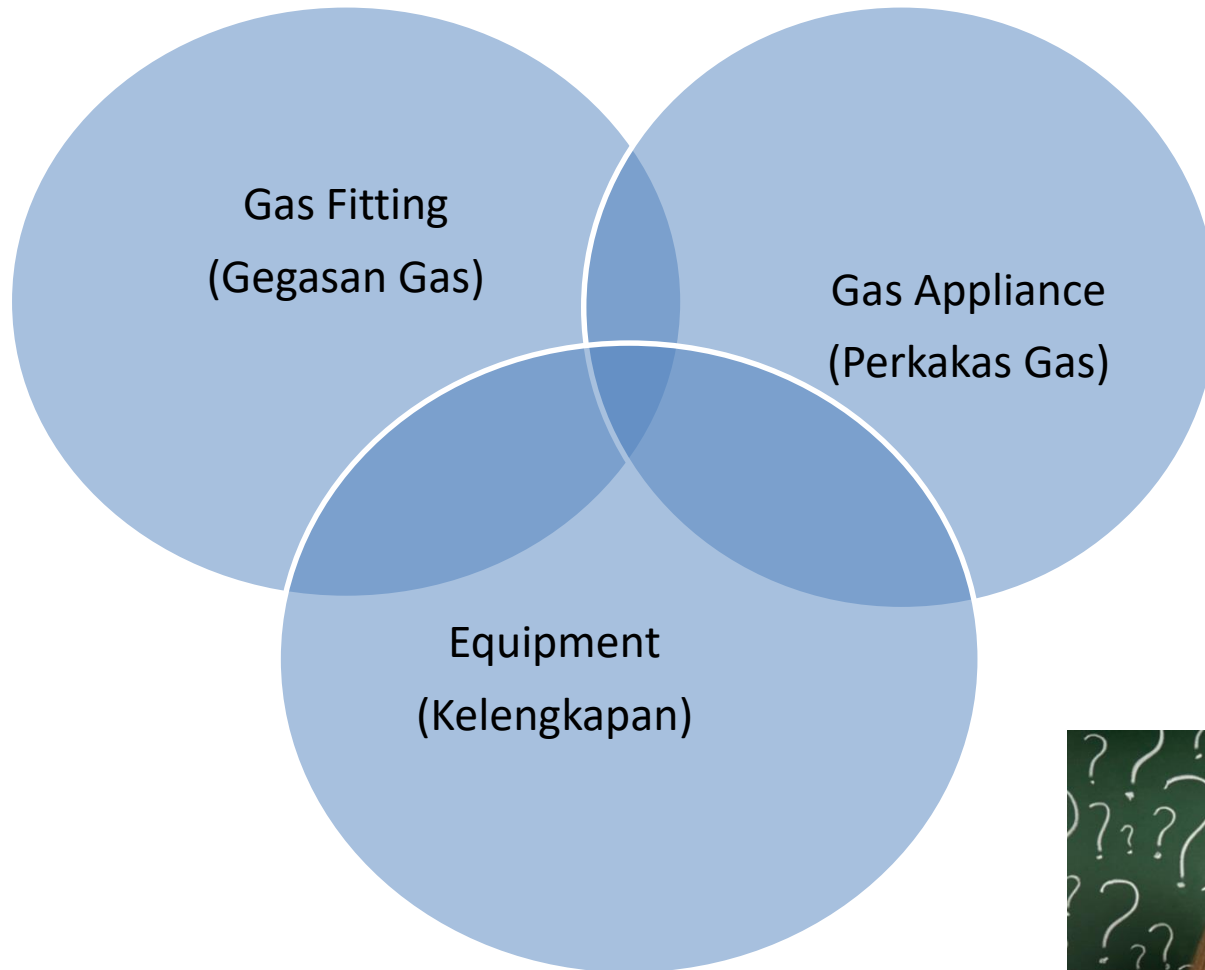 Gas Fitting
(Gegasan Gas)
Gas Appliance
(Perkakas Gas)
Equipment
(Kelengkapan)
? ? ?
? ? ?
? ?
? ?